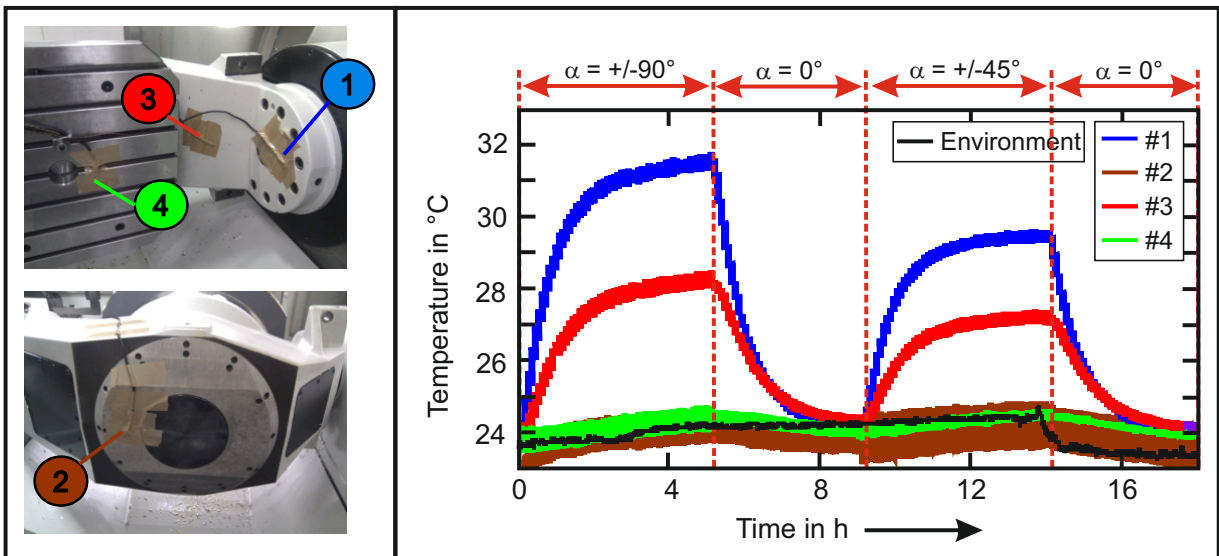 3
1
4
2
α = +/-90°
α = 0°
α = +/-45°
α = 0°
Environment
#1
#2
#3
#4
Temperature in °C
32
30
28
26
24
0
4
8
12
16
Time in h